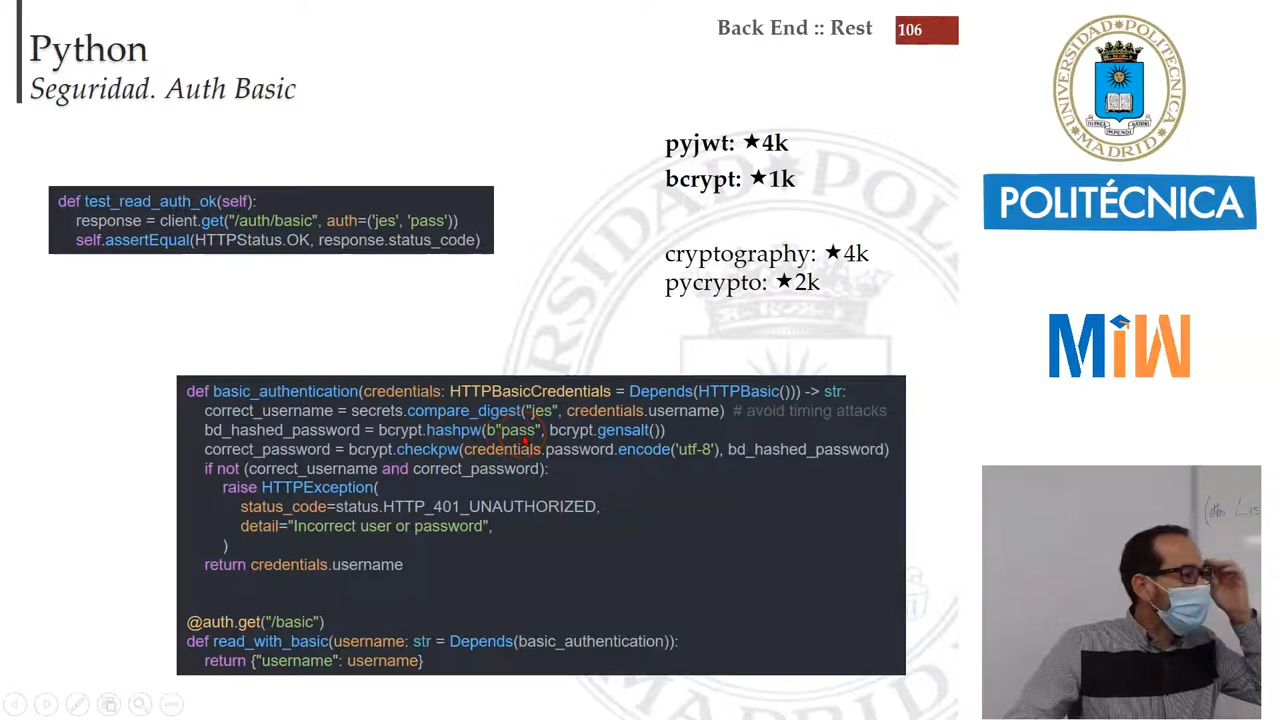 Back End :: Rest
106
Python
Seguridad. Auth Basic
pyjwt: ★4k
bcrypt: ★1k
cryptography: ★4k
pycrypto: ★2k
def test_read_auth_ok(self):
response = client.get("/auth/basic", auth=('jes', 'pass'))
self.assertEqual(HTTPStatus.OK, response.status_code)
def basic_authentication(credentials: HTTPBasicCredentials = Depends(HTTPBasic())) -> str:
correct_username = secrets.compare_digest("jes", credentials.username) # avoid timing attacks
bd_hashed_password = bcrypt.hashpw(b"pass", bcrypt.gensalt())
correct_password = bcrypt.checkpw(credentials.password.encode('utf-8'), bd_hashed_password)
if not (correct_username and correct_password):
raise HTTPException(
status_code=status.HTTP_401_UNAUTHORIZED,
detail="Incorrect user or password",
)
return credentials.username
@auth.get("/basic")
def read_with_basic(username: str = Depends(basic_authentication)):
return {"username": username}
UNIVERSIDAD POLITÉCNICA
MADRID
POLITÉCNICA
MiW